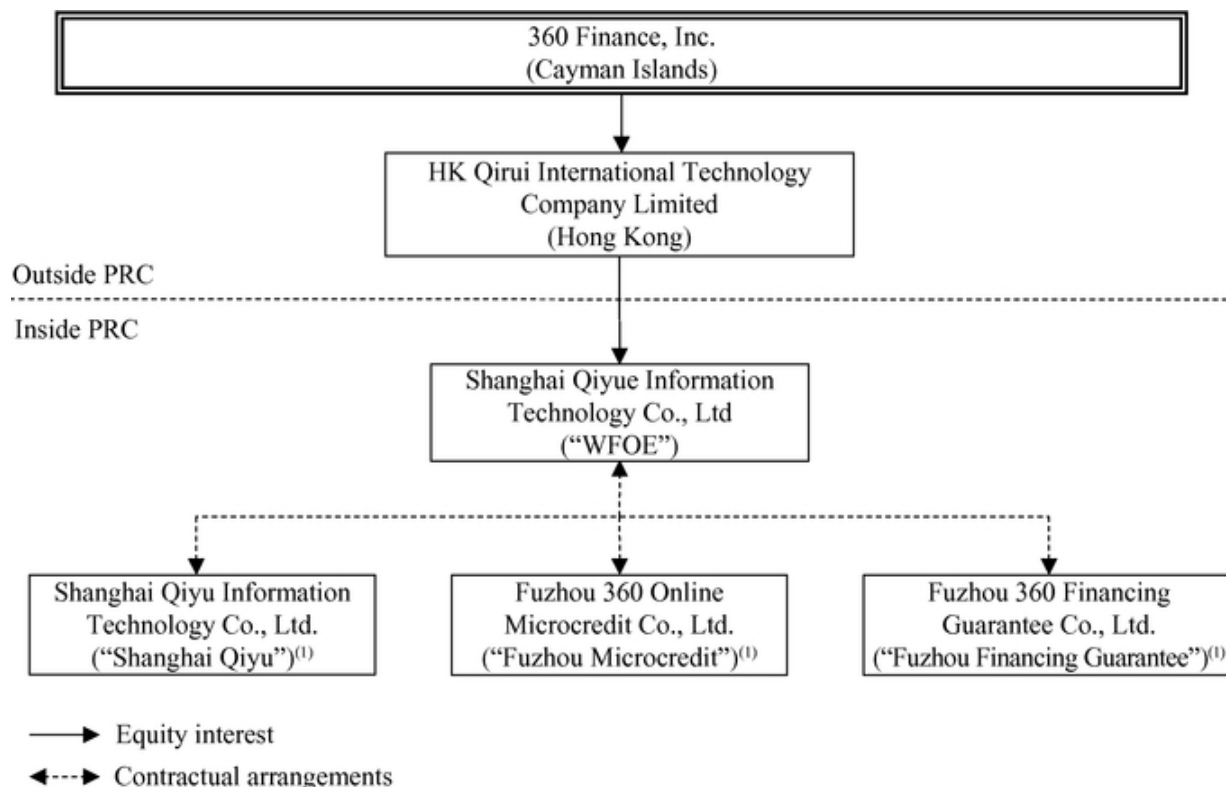 360 Finance, Inc.
(Cayman Islands)
HK Qirui International Technology
Company Limited
(Hong Kong)
Outside PRC
Inside PRC
Shanghai Qiyue Information
Technology Co., Ltd
(“WFOE”)
Shanghai Qiyu Information
Technology Co., Ltd.
(“Shanghai Qiyu”)(1)
Fuzhou 360 Online
Microcredit Co., Ltd.
(“Fuzhou Microcredit”)(1)
Fuzhou 360 Financing
Guarantee Co., Ltd.
(“Fuzhou Financing Guarantee”)(1)
Equity interest
Contractual arrangements